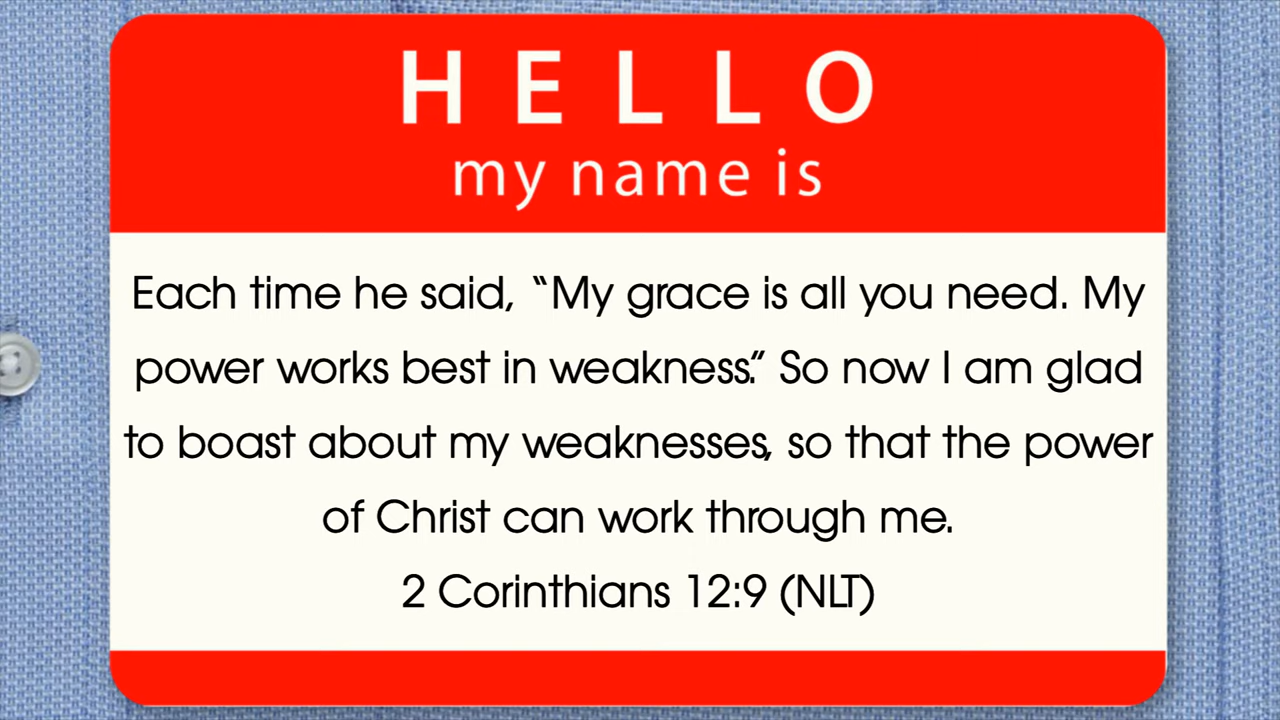 HELLO
my name is
Each time he said, “My grace is all you need. My
power works best in weakness.” So now I am glad
to boast about my weaknesses, so that the power
of Christ can work through me.
2 Corinthians 12:9 (NLT)